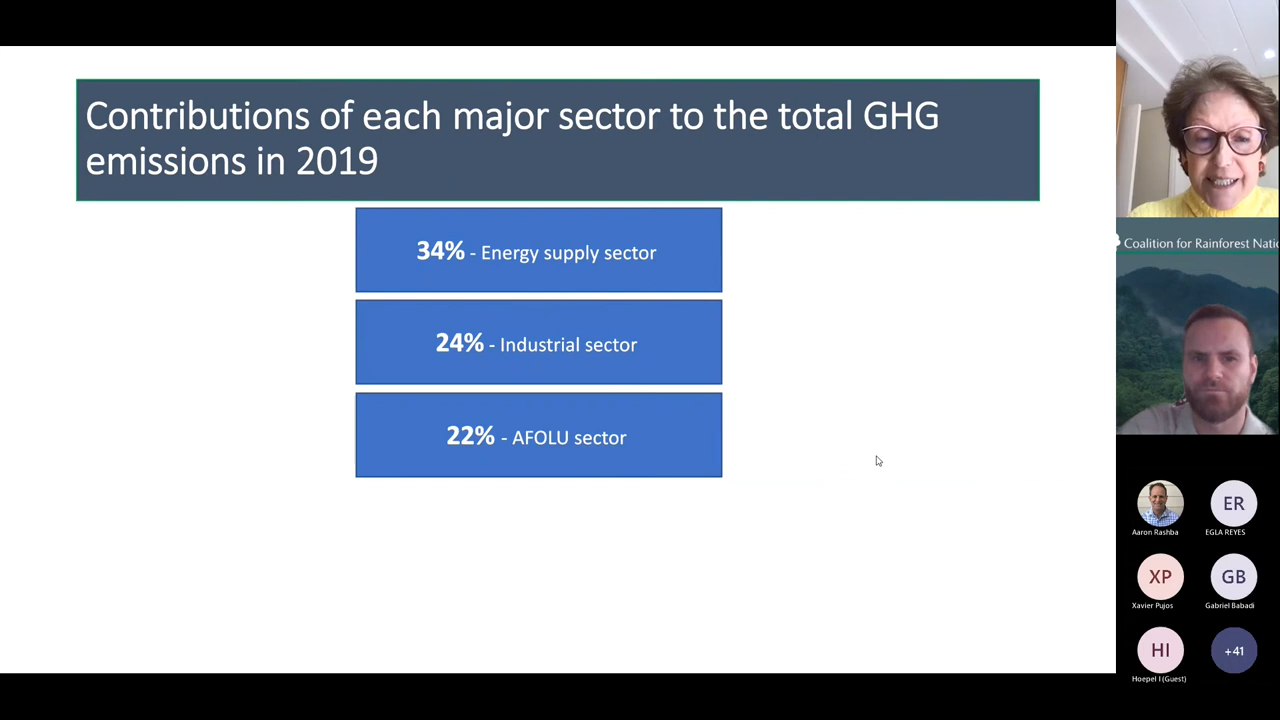 Contributions of each major sector to the total GHG
emissions in 2019
34% - Energy supply sector
24% - Industrial sector
22% - AFOLU sector
Coalition for Rainforest Nati
Aaron Rashba
ER
EGLA REYES
XP
Xavier Pujos
GB
Gabriel Babadi
HI
Hoepel I (Guest)
+41